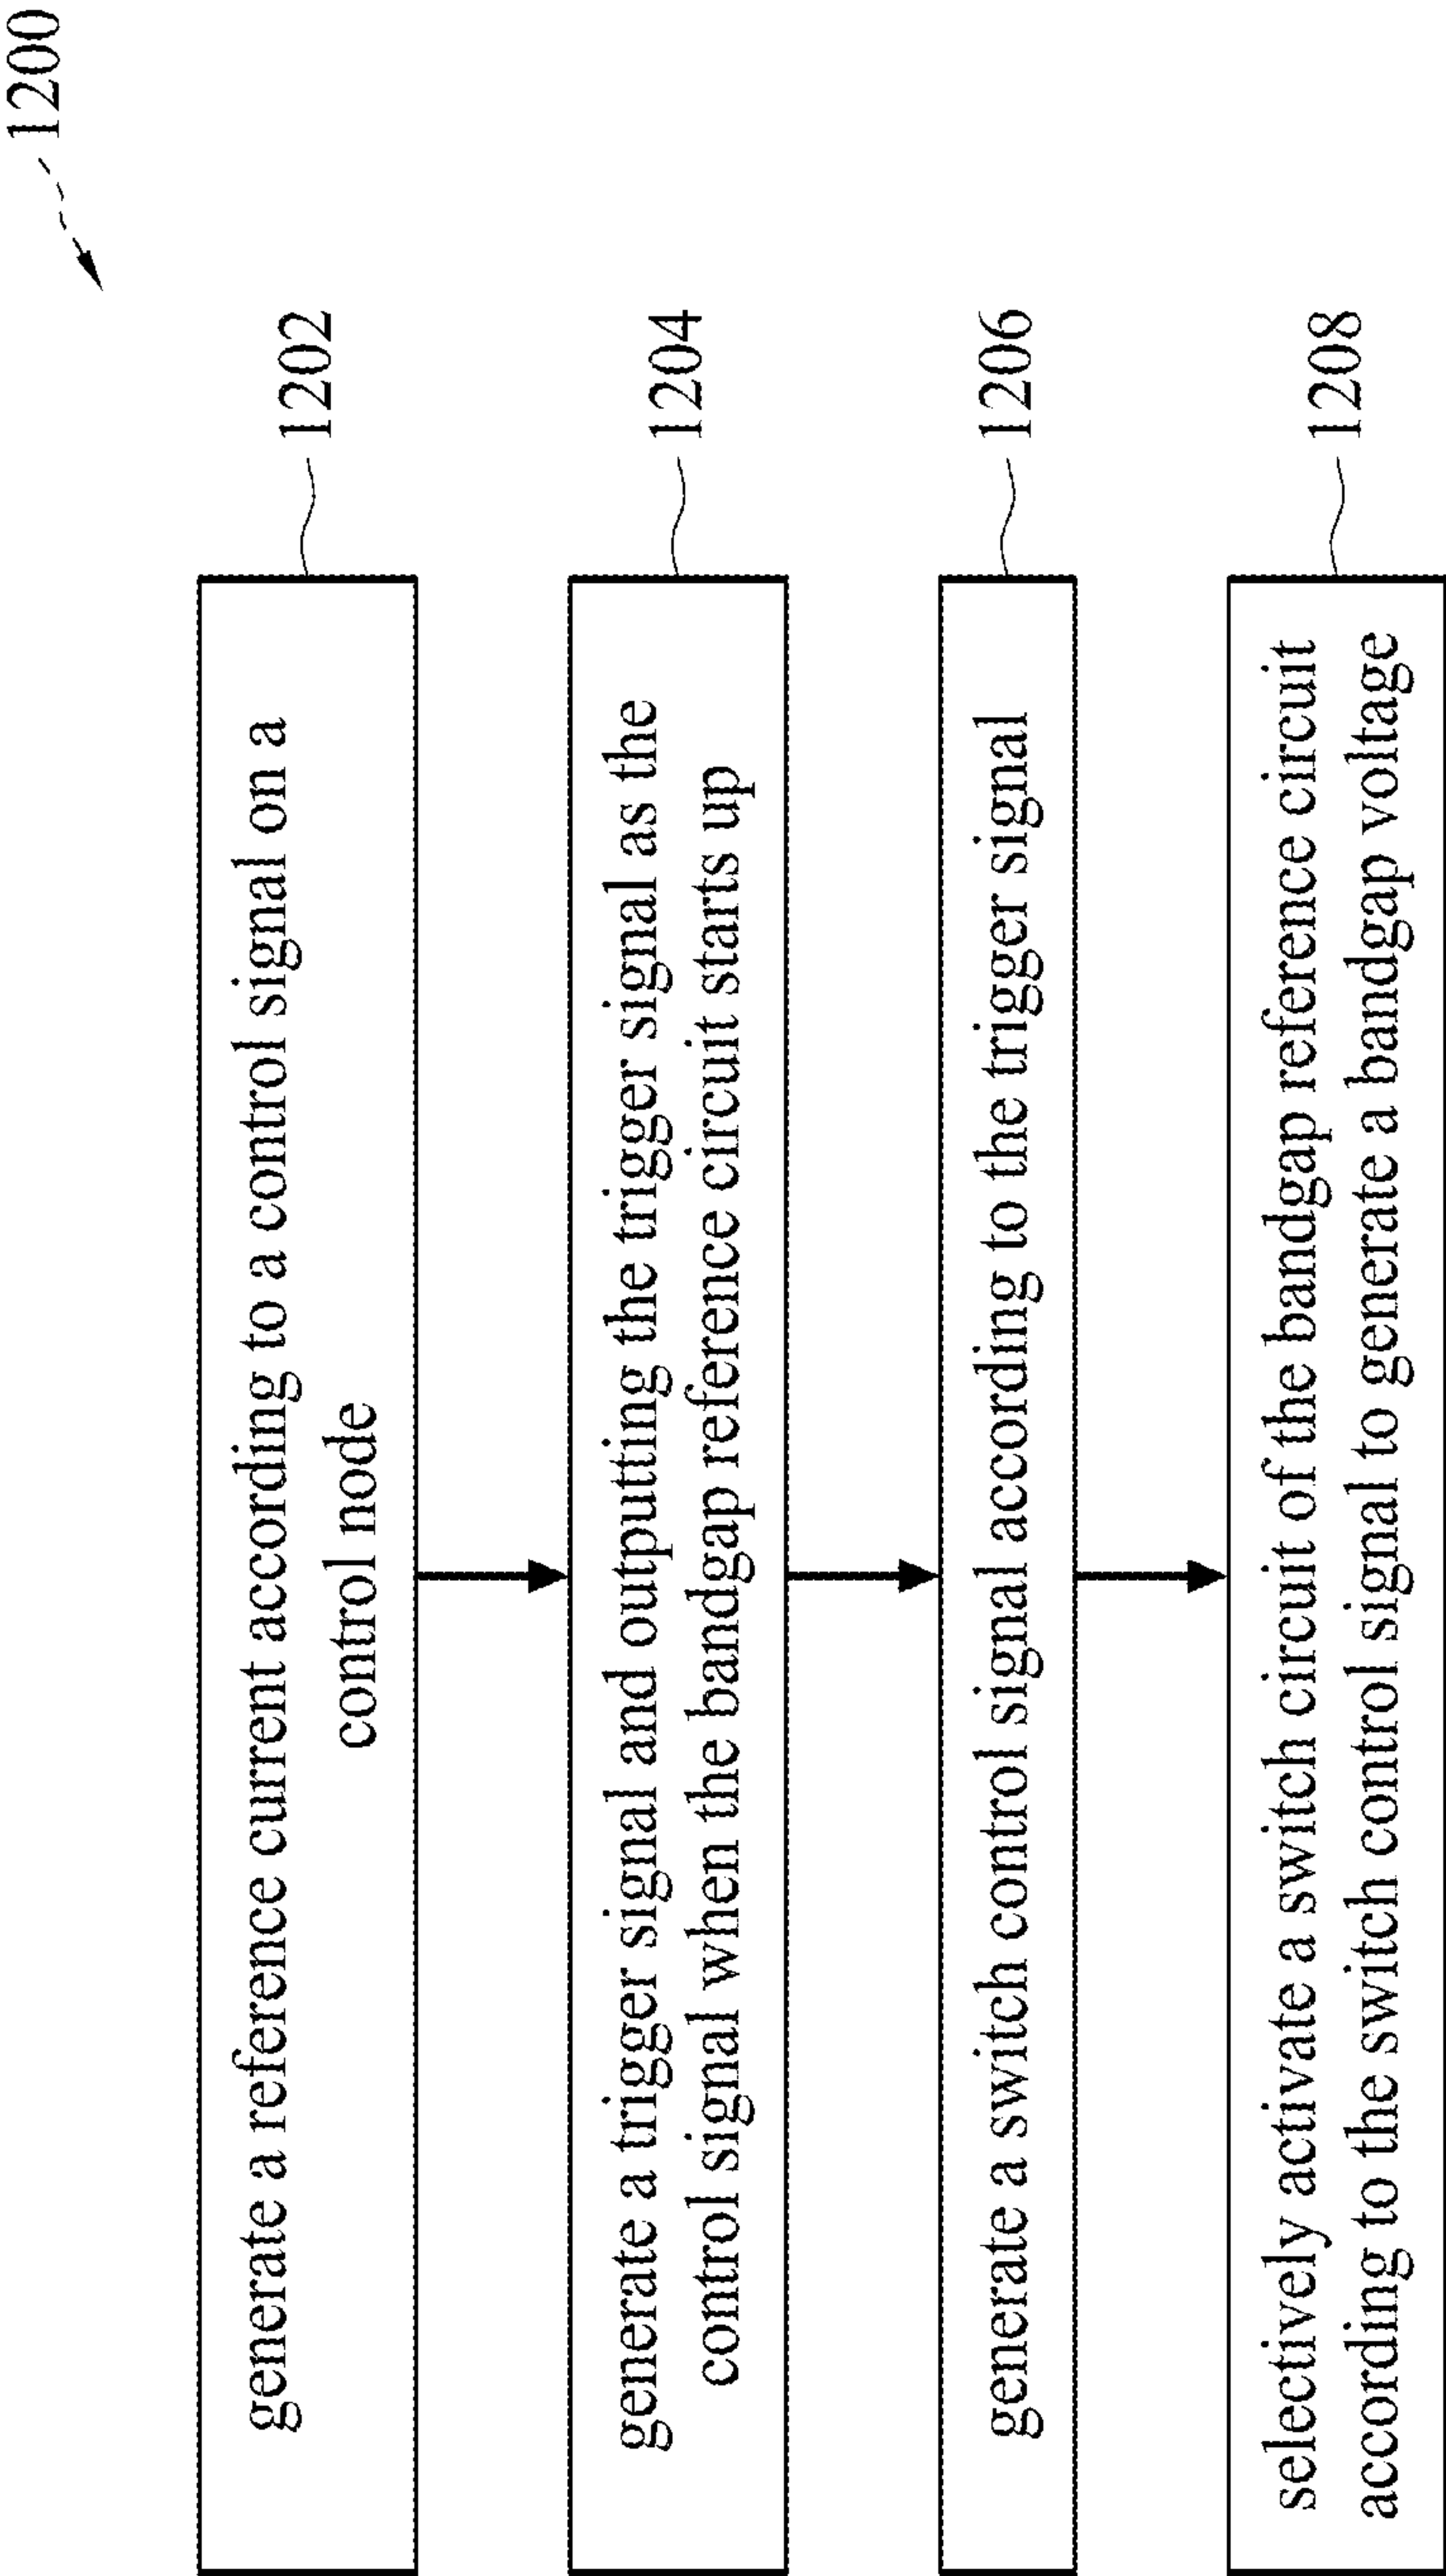 1200
generate a reference current according to a control signal on a
control node
1202
generate a trigger signal and outputting the trigger signal as the
control signal when the bandgap reference circuit starts up
1204
generate a switch control signal according to the trigger signal
1206
selectively activate a switch circuit of the bandgap reference circuit
according to the switch control signal to generate a bandgap voltage
1208